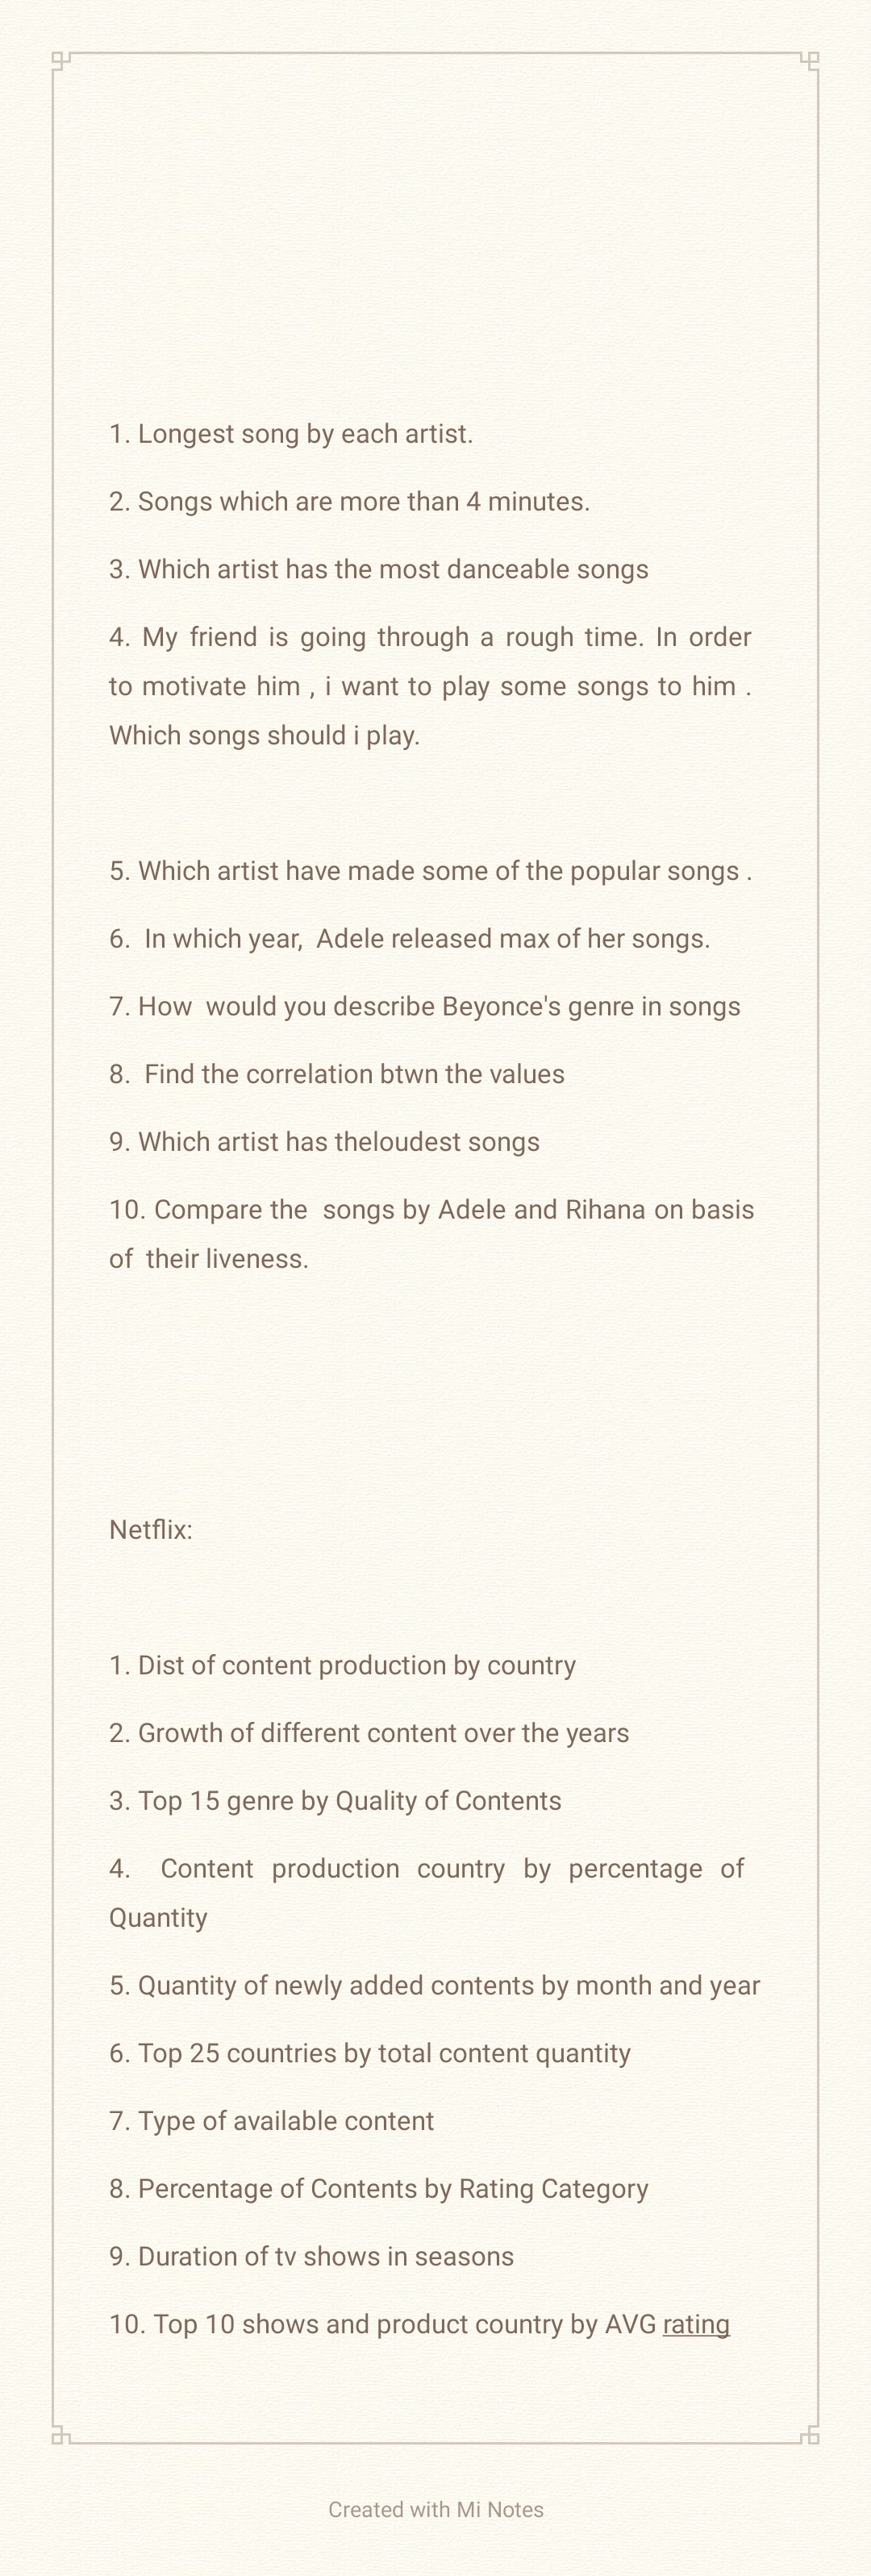 1. Longest song by each artist.
2. Songs which are more than 4 minutes.
3. Which artist has the most danceable songs
4. My friend is going through a rough time. In order
to motivate him , i want to play some songs to him .
Which songs should i play.
5. Which artist have made some of the popular songs .
6.  In which year,  Adele released max of her songs.
7. How  would you describe Beyonce's genre in songs
8.  Find the correlation btwn the values
9. Which artist has theloudest songs
10. Compare the  songs by Adele and Rihana on basis
of  their liveness.
Netflix:
1. Dist of content production by country
2. Growth of different content over the years
3. Top 15 genre by Quality of Contents
4.  Content production country by percentage of
Quantity
5. Quantity of newly added contents by month and year
6. Top 25 countries by total content quantity
7. Type of available content
8. Percentage of Contents by Rating Category
9. Duration of tv shows in seasons
10. Top 10 shows and product country by AVG rating
Created with Mi Notes